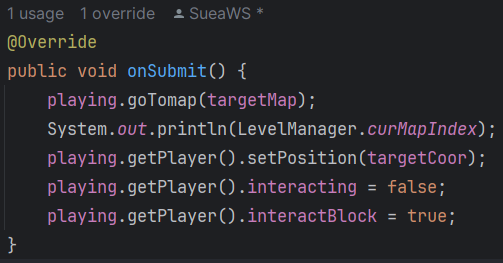 1 usage 1 override SueaWS *
@Override
public void onSubmit() {
playing.goTomap(targetMap);
System.out.println(LevelManager.curMapIndex);
playing.getPlayer().setPosition(targetCoor);
playing.getPlayer().interacting = false;
playing.getPlayer().interactBlock = true;
}